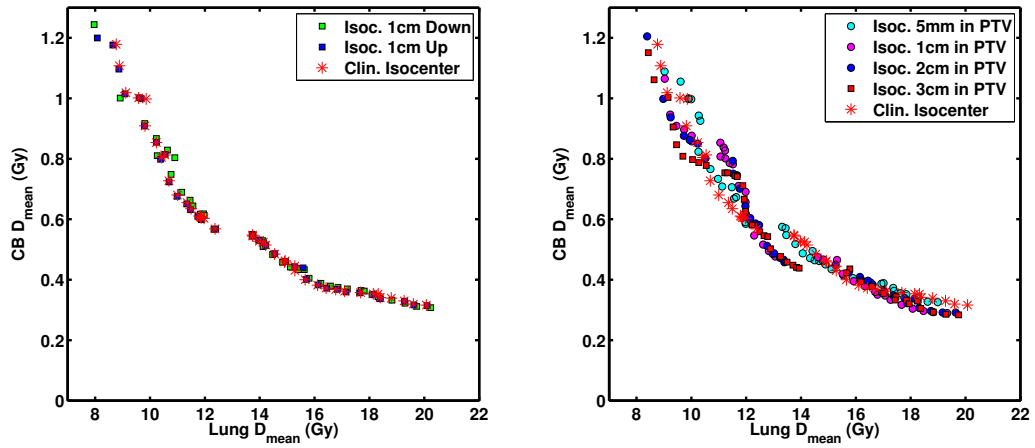 Isoc. 1cm Down
Isoc. 1cm Up
Clin. Isocenter
1.2
1
0.8
0.6
0.4
0.2
0
CB D_mean (Gy)
8 10 12 14 16 18 20 22
Lung D_mean (Gy)
Isoc. 5mm in PTV
Isoc. 1cm in PTV
Isoc. 2cm in PTV
Isoc. 3cm in PTV
Clin. Isocenter
1.2
1
0.8
0.6
0.4
0.2
0
CB D_mean (Gy)
8 10 12 14 16 18 20 22
Lung D_mean (Gy)